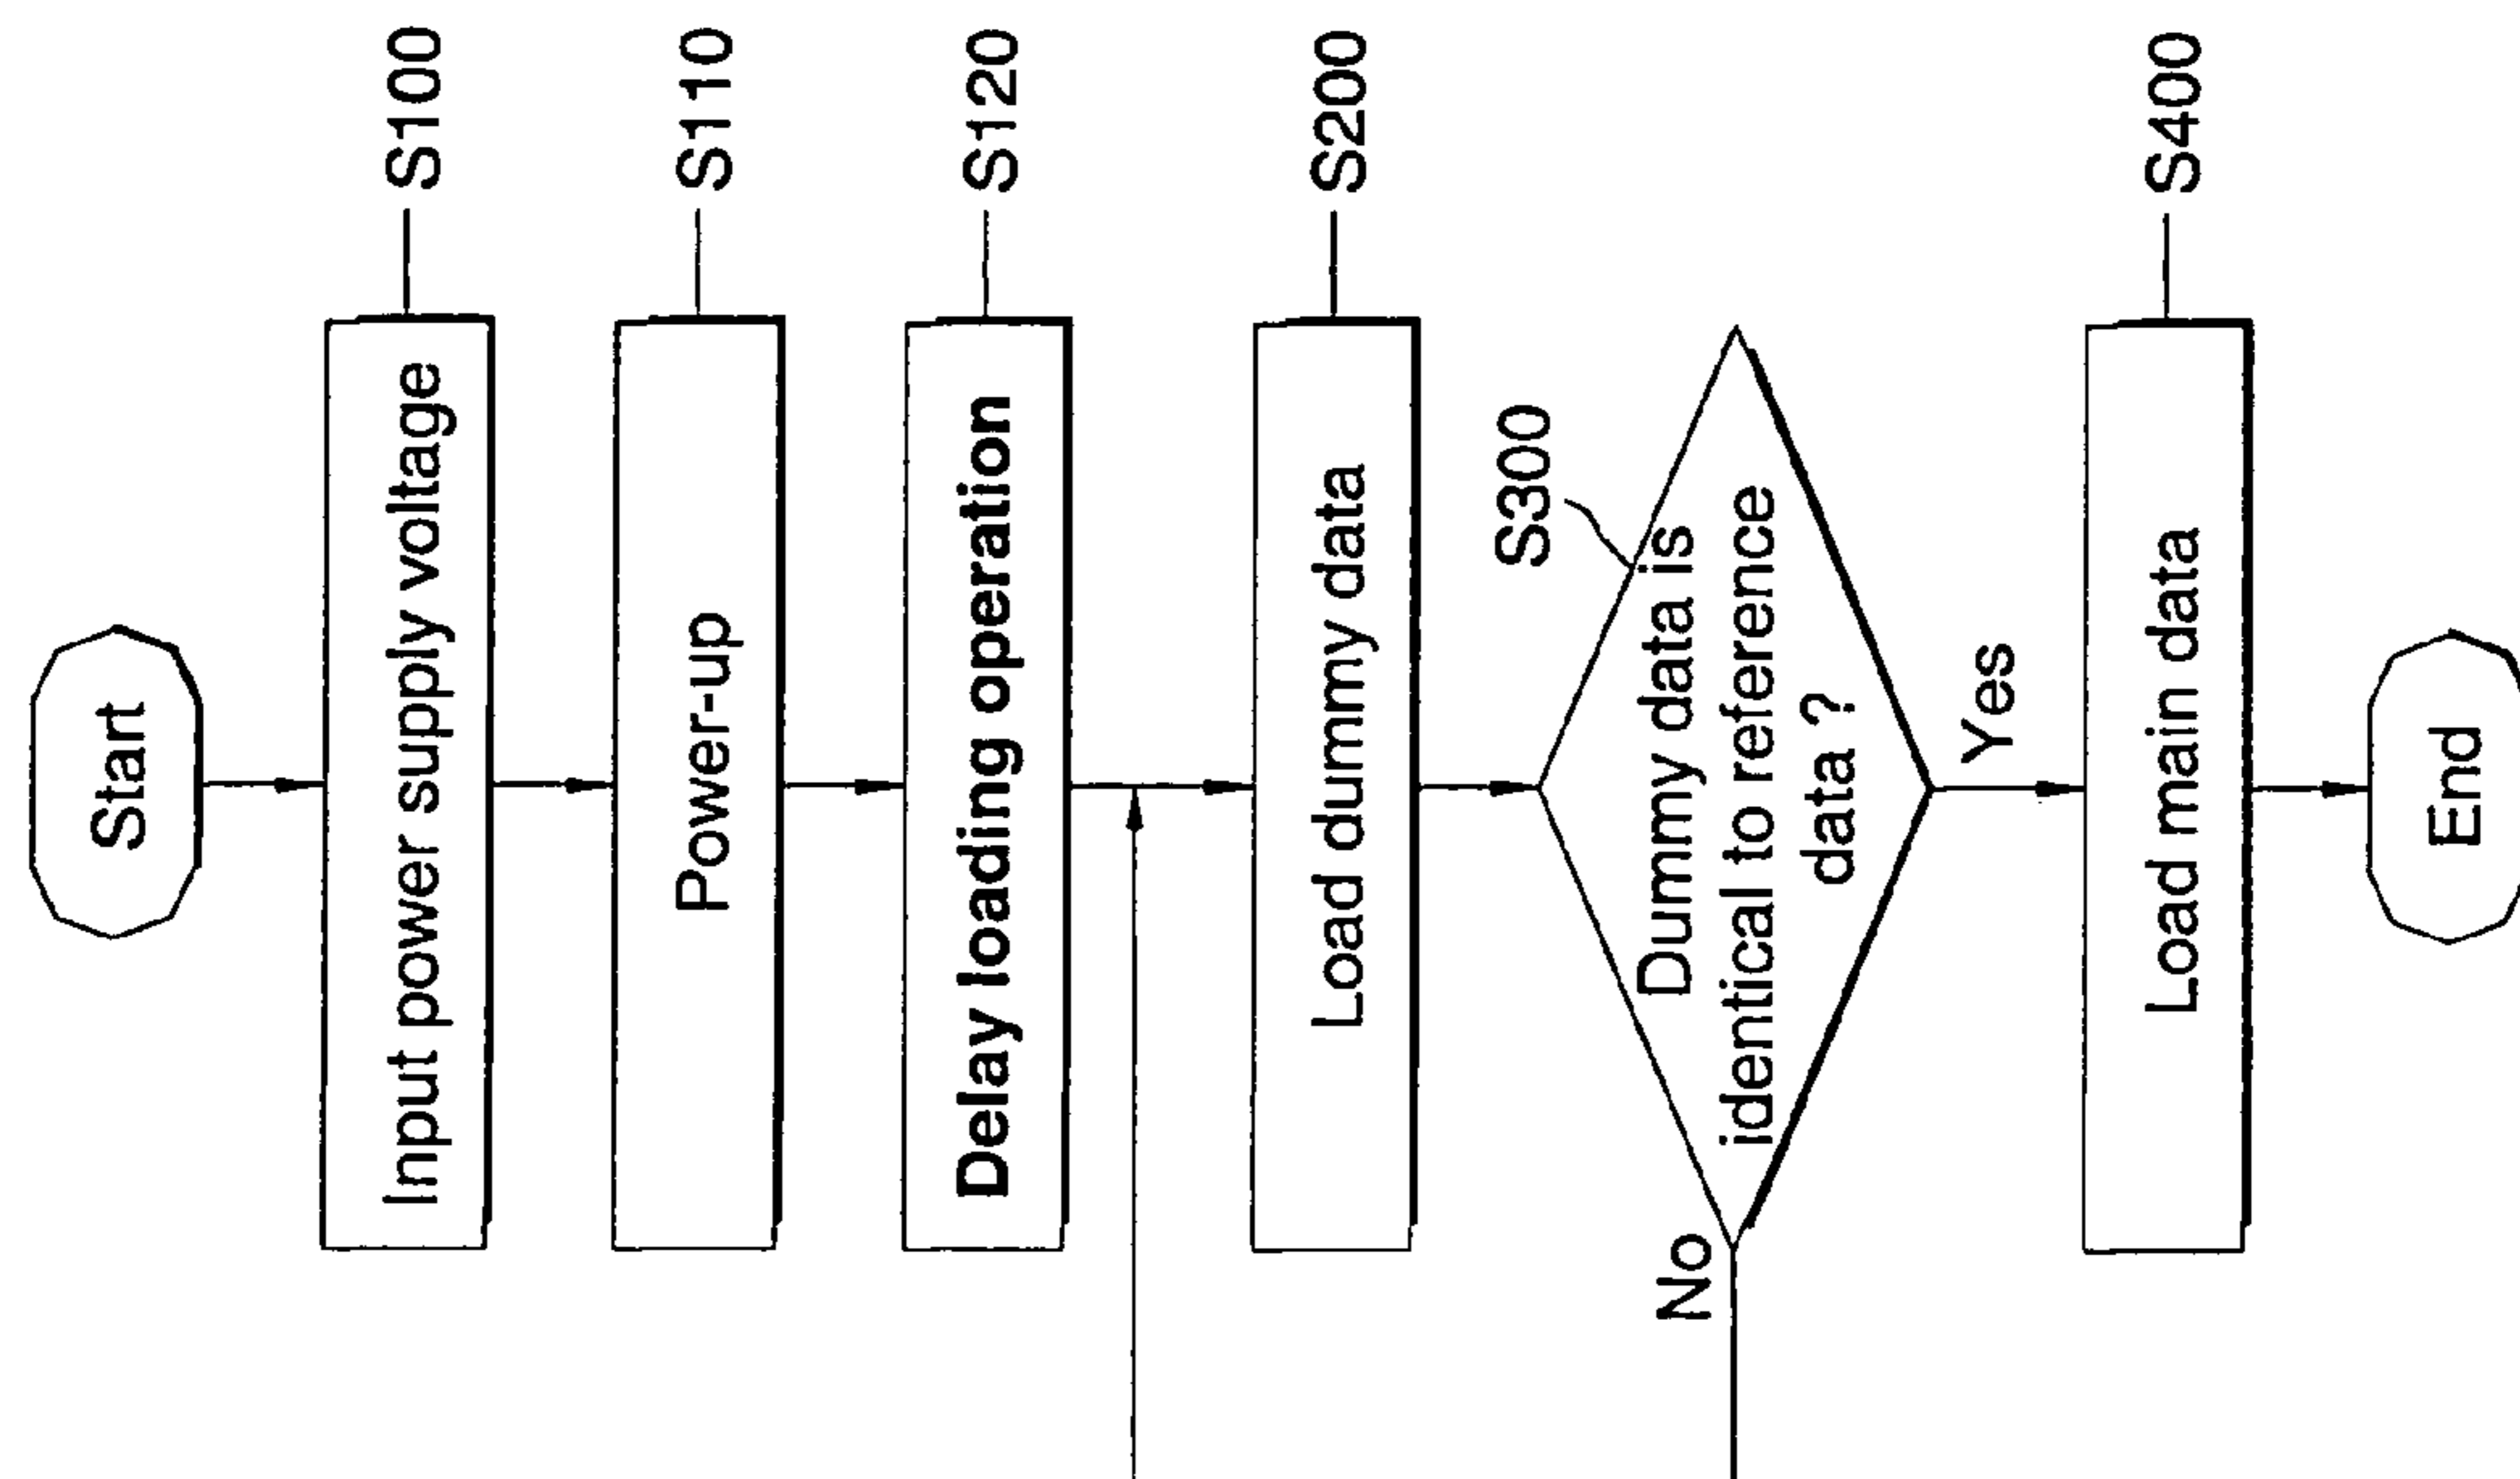 Start
Input power supply voltage
S100
Power-up
S110
Delay loading operation
S120
Load dummy data
S200
S300
Dummy data is
identical to reference
data ?
No
Yes
Load main data
S400
End